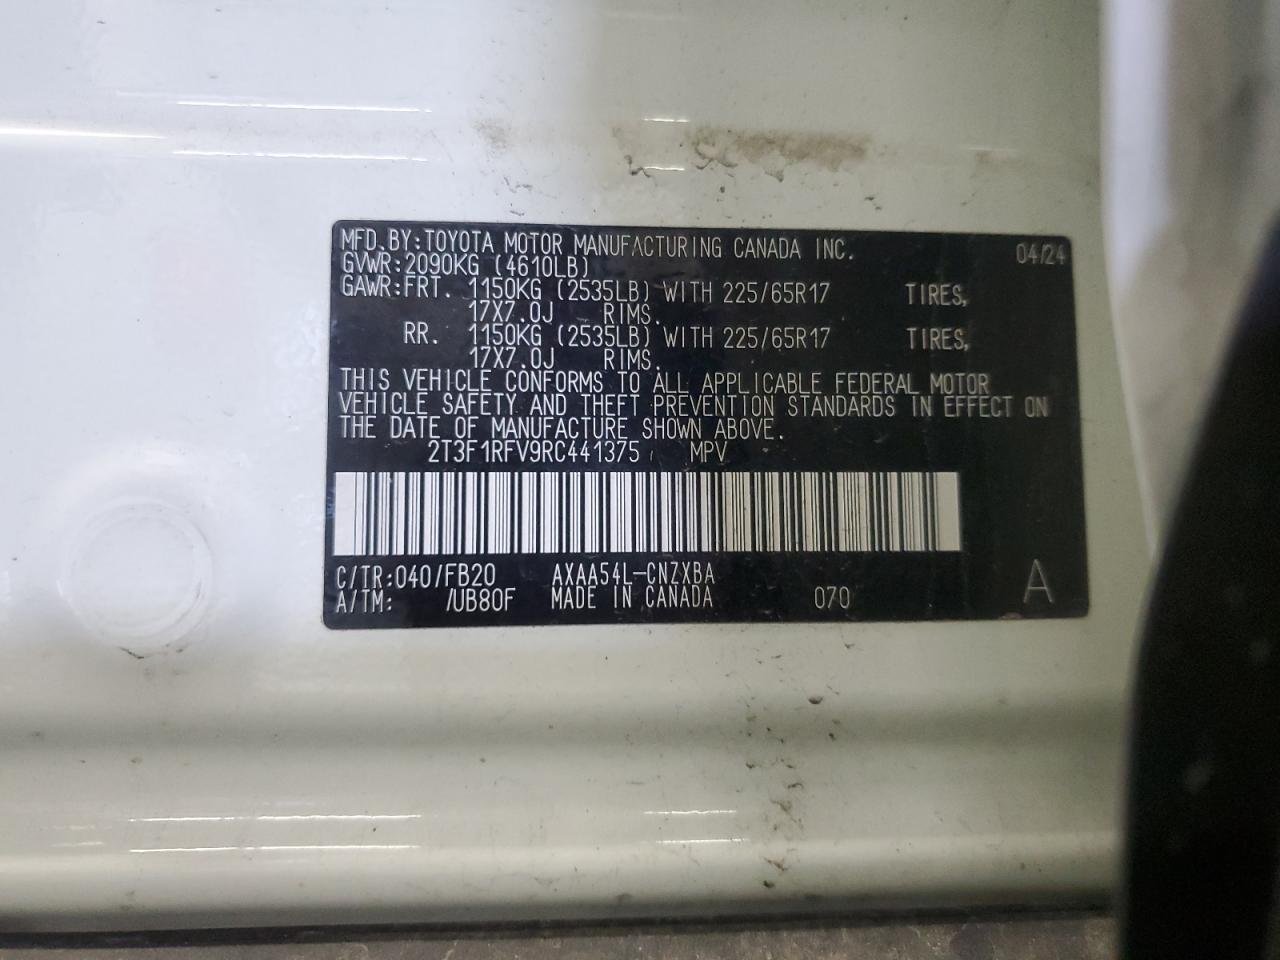 MFD.BY:TOYOTA MOTOR MANUFACTURING CANADA INC. 04/24
GVWR:2090KG (4610LB)
GAWR:FRT. 1150KG (2535LB) WITH 225/65R17 TIRES,
17X7.0J RIMS.
RR. 1150KG (2535LB) WITH 225/65R17 TIRES,
17X7.0J RIMS.
THIS VEHICLE CONFORMS TO ALL APPLICABLE FEDERAL MOTOR
VEHICLE SAFETY AND THEFT PREVENTION STANDARDS IN EFFECT ON
THE DATE OF MANUFACTURE SHOWN ABOVE.
2T3F1RFV9RC441375 MPV
C/TR:040/FB20 AXAA54L-CNZXBA
A/TM: /UB80F MADE IN CANADA 070 A